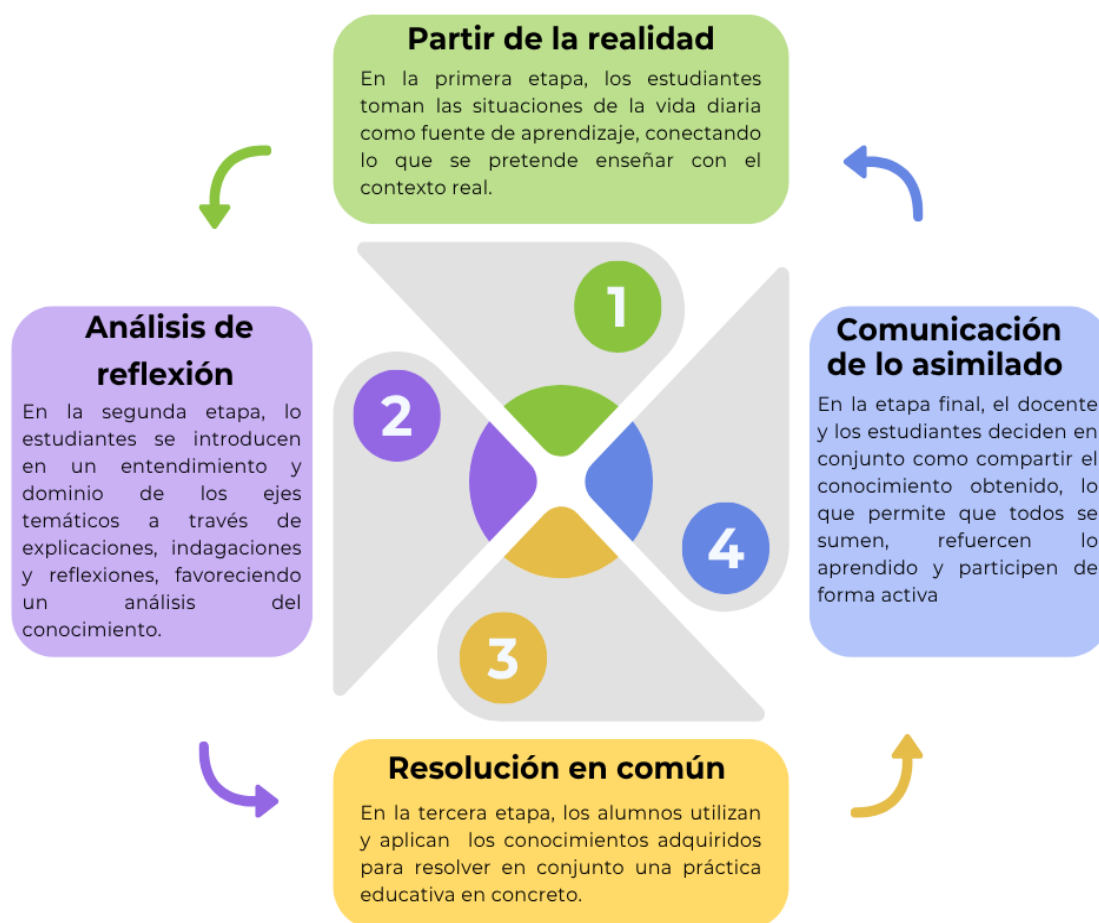 Partir de la realidad
En la primera etapa, los estudiantes
toman las situaciones de la vida diaria
como fuente de aprendizaje, conectando
lo que se pretende enseñar con el
contexto real.
1
Análisis de
reflexión
En la segunda etapa, lo
estudiantes se introducen
en un entendimiento y
dominio de los ejes
temáticos a través de
explicaciones, indagaciones
y reflexiones, favoreciendo
un análisis del
conocimiento.
2
3
Resolución en común
En la tercera etapa, los alumnos utilizan
y aplican los conocimientos adquiridos
para resolver en conjunto una práctica
educativa en concreto.
4
Comunicación
de lo asimilado
En la etapa final, el docente
y los estudiantes deciden en
conjunto como compartir el
conocimiento obtenido, lo
que permite que todos se
sumen, refuercen lo
aprendido y participen de
forma activa